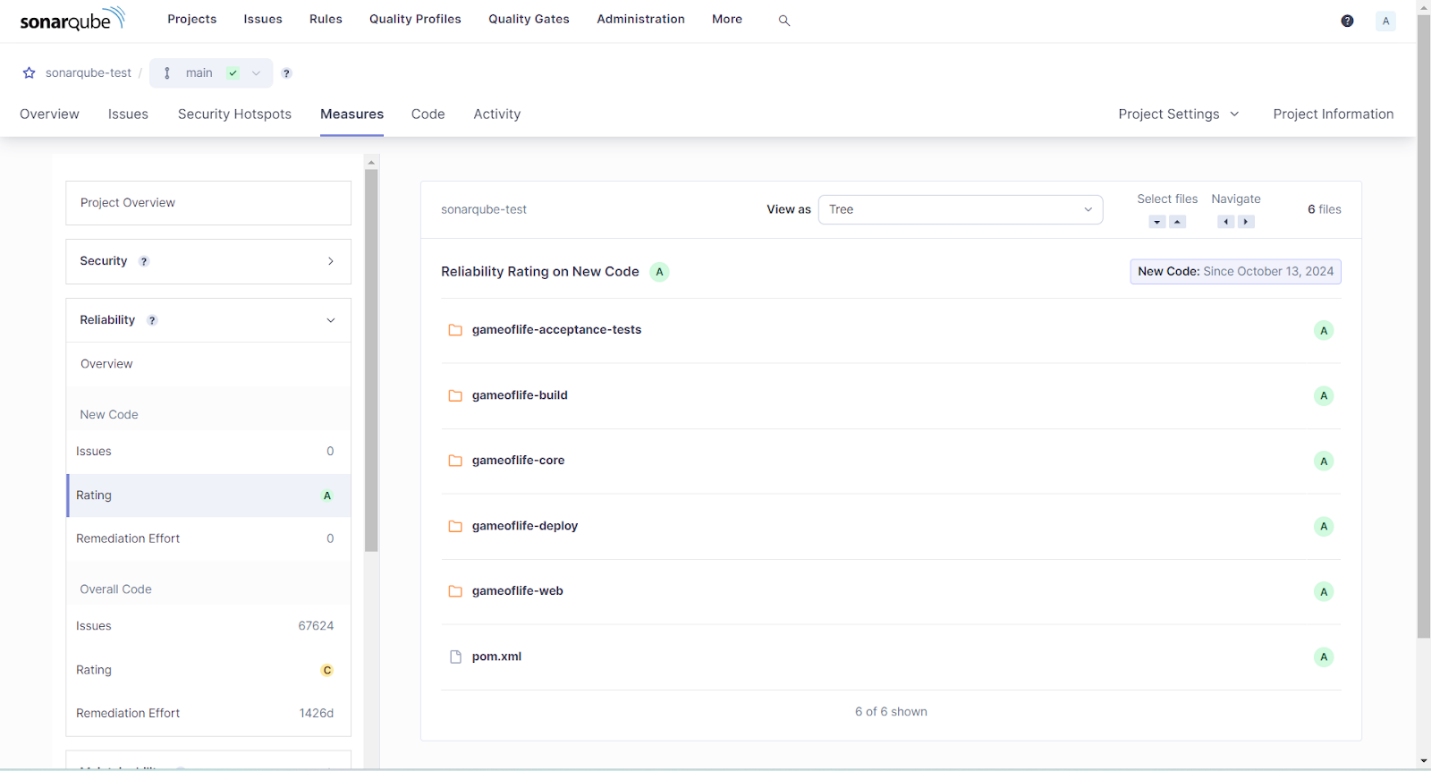 sonarqube Projects Issues Rules Quality Profiles Quality Gates Administration More ? A
sonarqube-test / main ?
Overview Issues Security Hotspots Measures Code Activity Project Settings Project Information
Project Overview
Security ?
Reliability ?
Overview
New Code
Issues 0
Rating A
Remediation Effort 0
Overall Code
Issues 67624
Rating C
Remediation Effort 1426d
sonarqube-test View as Tree Select files Navigate 6 files
Reliability Rating on New Code A New Code: Since October 13, 2024
gameoflife-acceptance-tests A
gameoflife-build A
gameoflife-core A
gameoflife-deploy A
gameoflife-web A
pom.xml A
6 of 6 shown